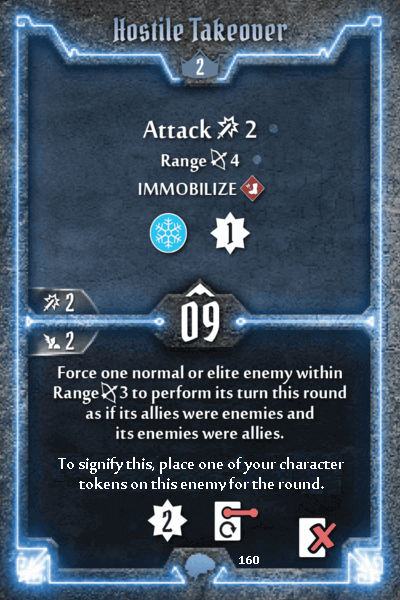 Hostile Takeover
2
Attack 2
Range 4
IMMOBILIZE
1
2
09
2
Force one normal or elite enemy within
Range 3 to perform its turn this round
as if its allies were enemies and
its enemies were allies.
To signify this, place one of your character
tokens on this enemy for the round.
2
160